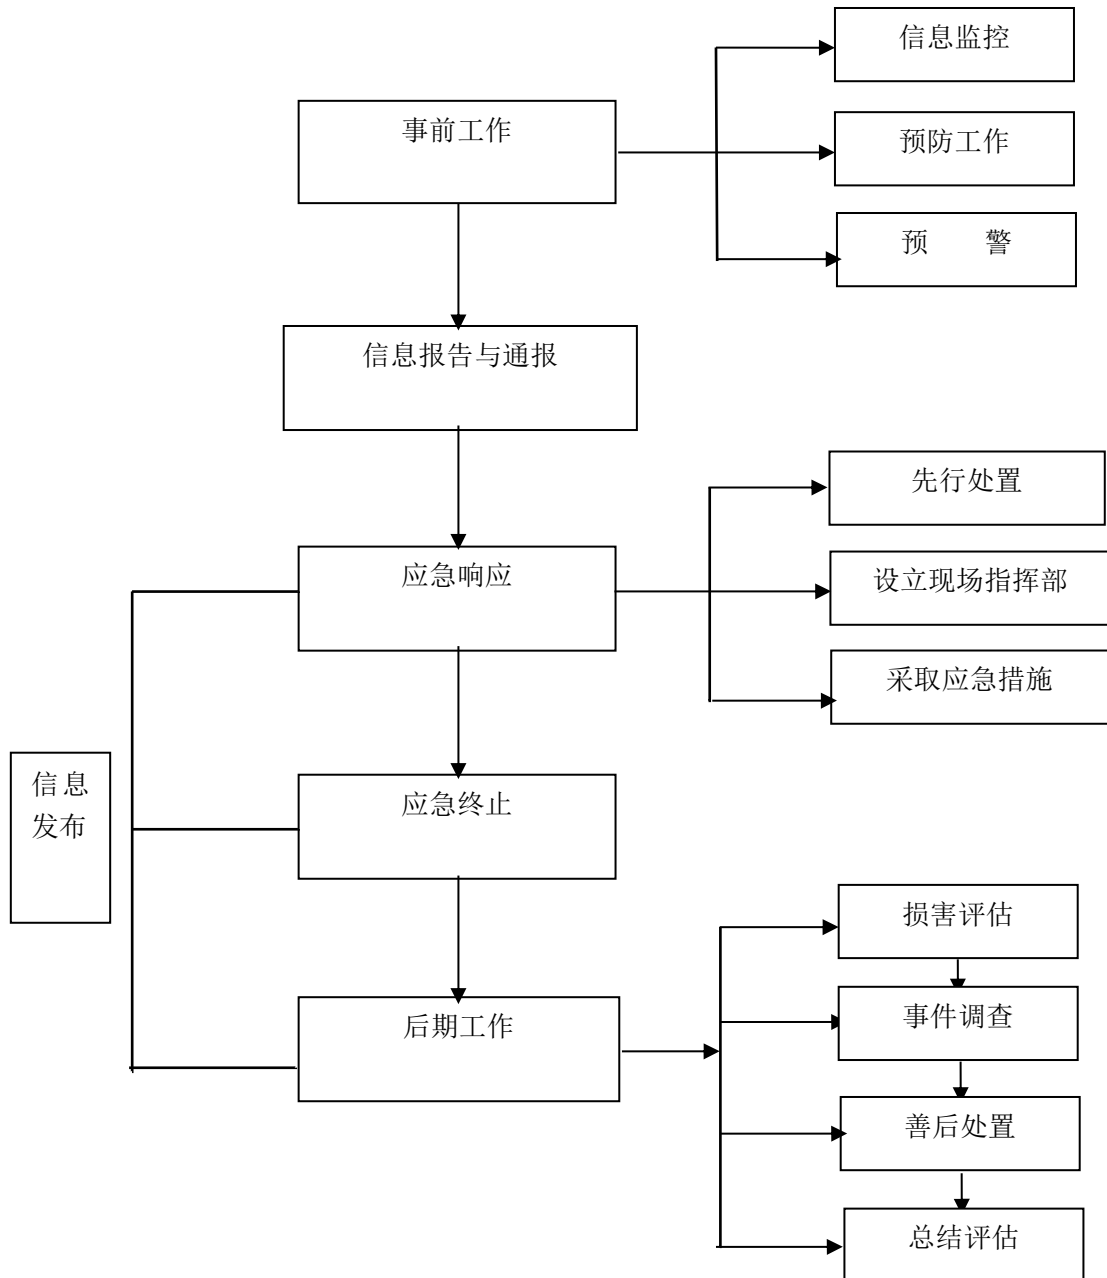 信息监控
事前工作
预防工作
预 警
信息报告与通报
先行处置
应急响应
设立现场指挥部
采取应急措施
信息
发布
应急终止
损害评估
后期工作
事件调查
善后处置
总结评估